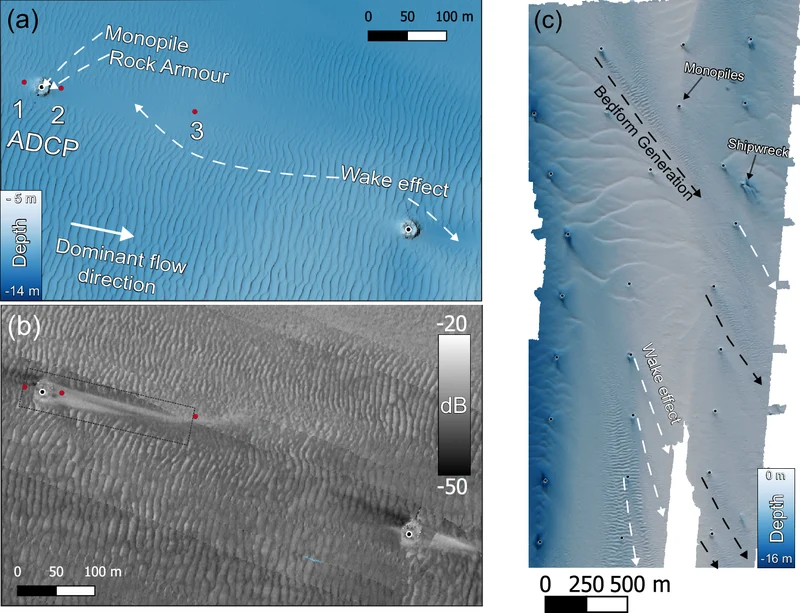 (a)
0 50 100 m
Monopile
Rock Armour
1
2
3
ADCP
Wake effect
- 5 m
Depth
-14 m
Dominant flow
direction
(b)
-20
dB
-50
0 50 100 m
(c)
Monopiles
Bedform Generation
Shipwreck
Wake effect
0 m
Depth
-16 m
0 250 500 m